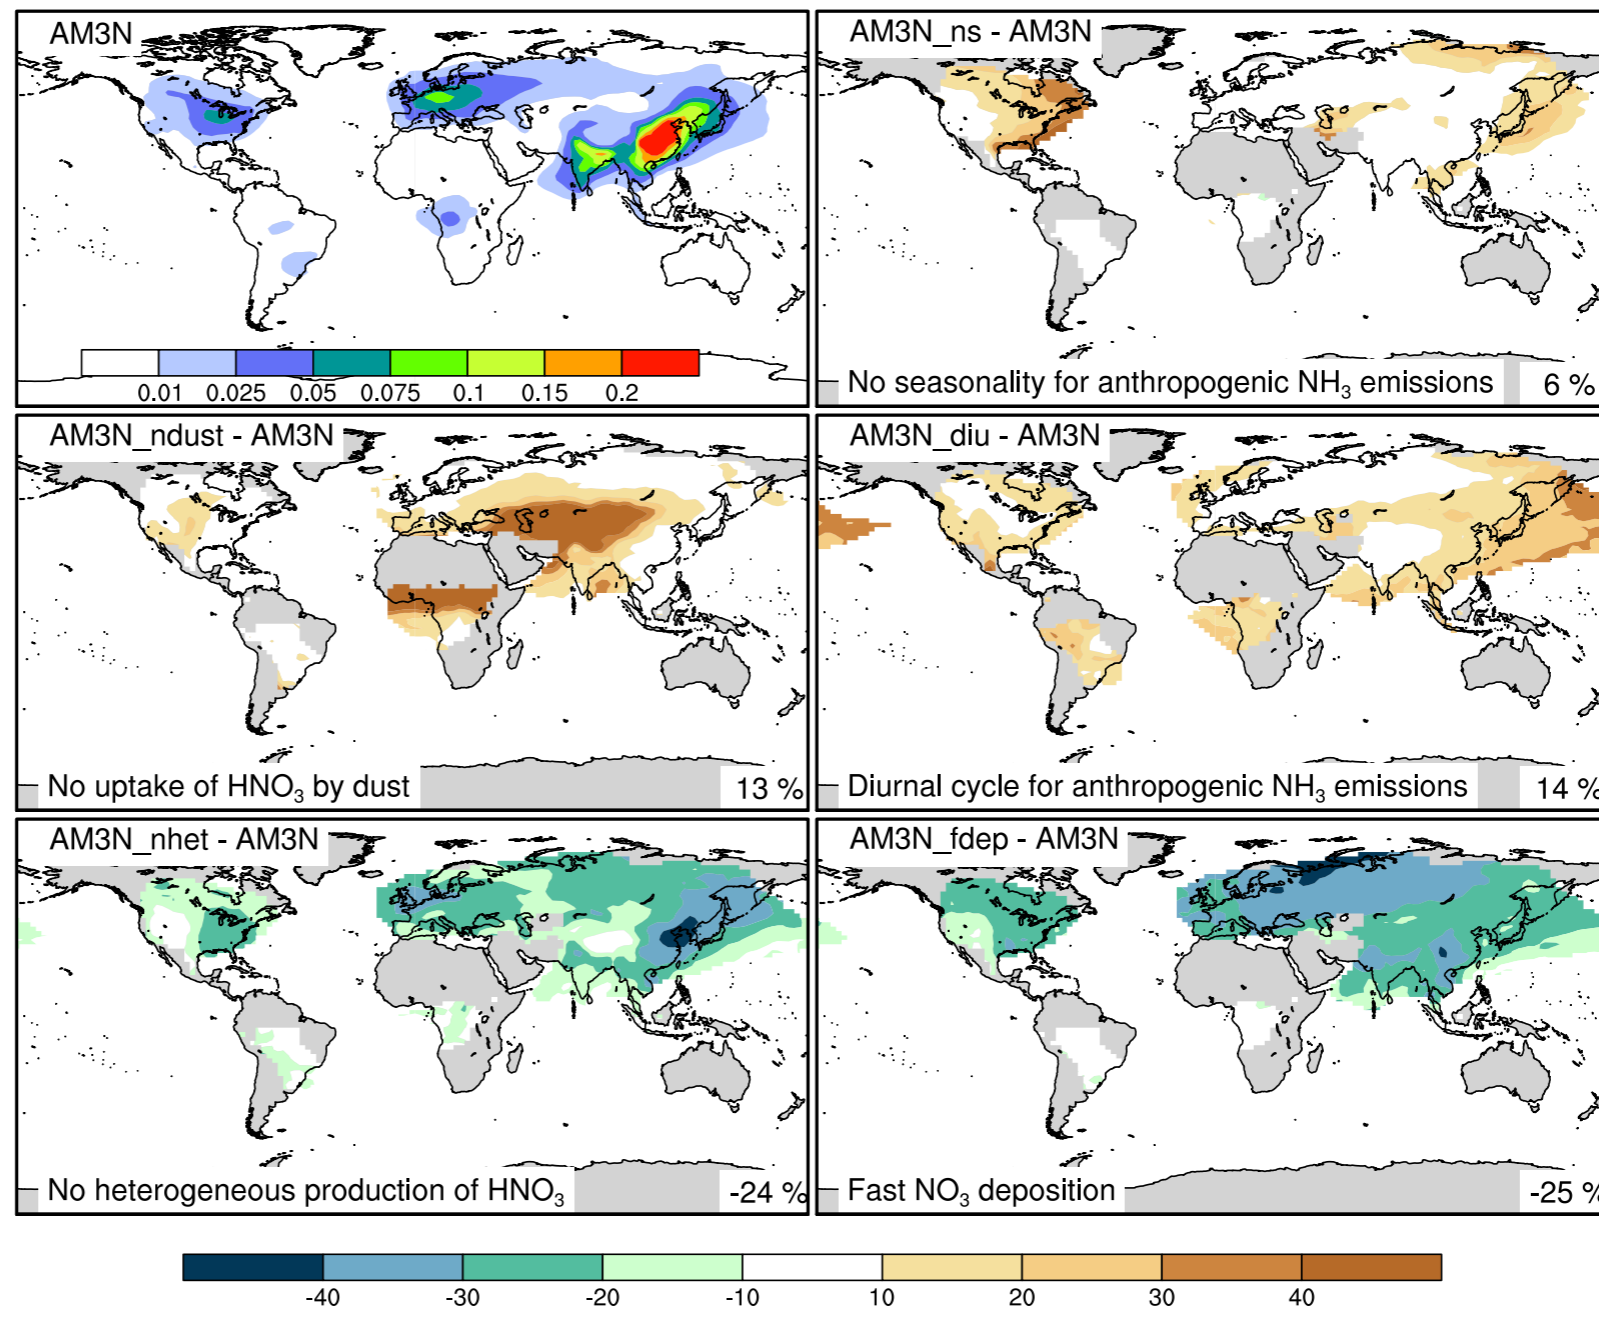 AM3N
0.01 0.025 0.05 0.075 0.1 0.15 0.2
AM3N_ns - AM3N
No seasonality for anthropogenic NH3 emissions
6 %
AM3N_ndust - AM3N
No uptake of HNO3 by dust
13 %
AM3N_diu - AM3N
Diurnal cycle for anthropogenic NH3 emissions
14 %
AM3N_nhet - AM3N
No heterogeneous production of HNO3
-24 %
AM3N_fdep - AM3N
Fast NO3 deposition
-25 %
-40 -30 -20 -10 10 20 30 40